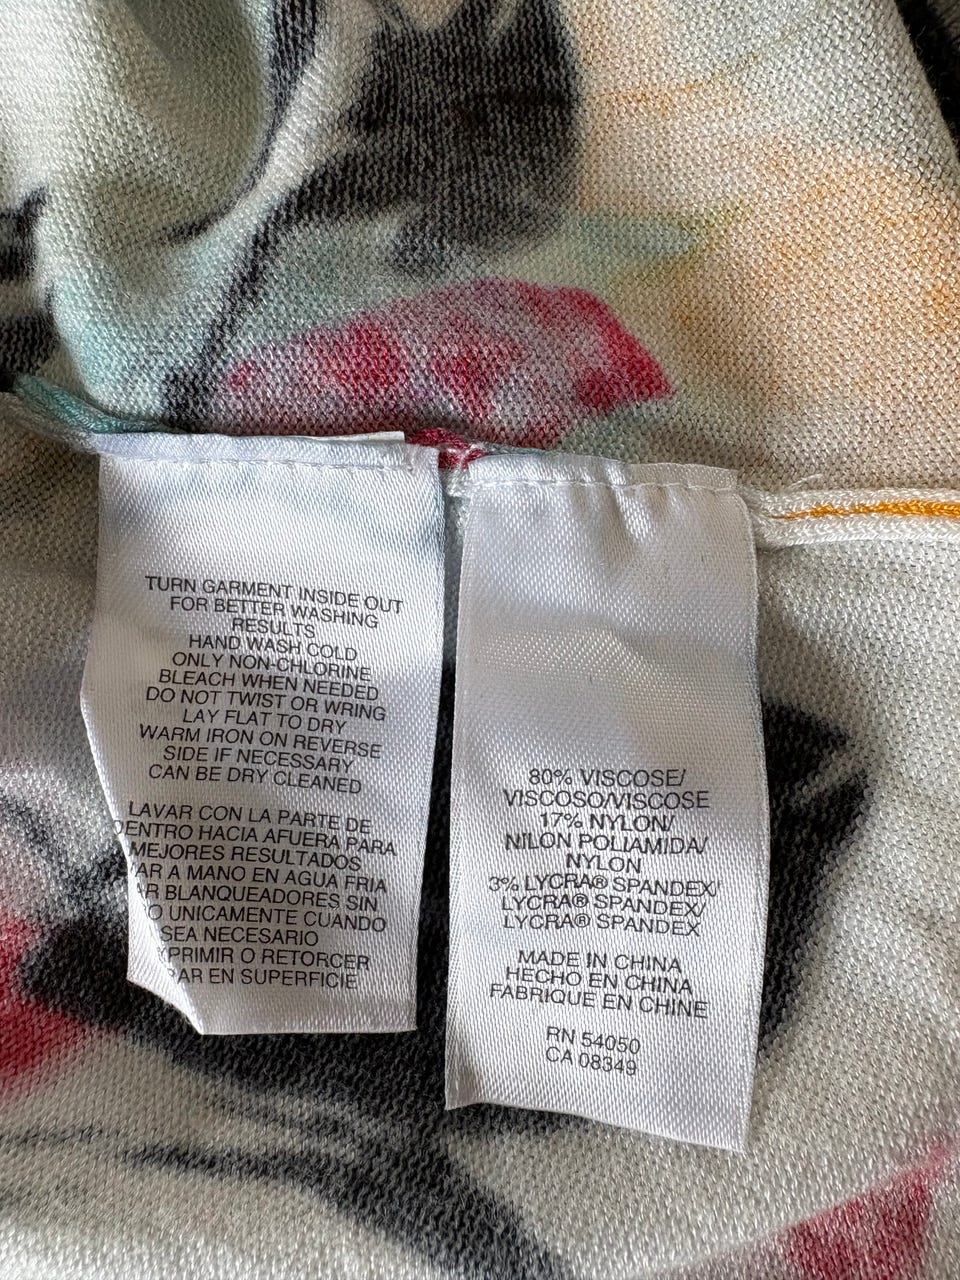 TURN GARMENT INSIDE OUT
FOR BETTER WASHING
RESULTS
HAND WASH COLD
ONLY NON-CHLORINE
BLEACH WHEN NEEDED
DO NOT TWIST OR WRING
LAY FLAT TO DRY
WARM IRON ON REVERSE
SIDE IF NECESSARY
CAN BE DRY CLEANED
LAVAR CON LA PARTE DE
DENTRO HACIA AFUERA PARA
MEJORES RESULTADOS
AR A MANO EN AGUA FRIA
AR BLANQUEADORES SIN
O UNICAMENTE CUANDO
SEA NECESARIO
XPRIMIR O RETORCER
RAR EN SUPERFICIE
80% VISCOSE/
VISCOSO/VISCOSE
17% NYLON/
NILON POLIAMIDA/
NYLON
3% LYCRA® SPANDEX/
LYCRA® SPANDEX/
LYCRA® SPANDEX
MADE IN CHINA
HECHO EN CHINA
FABRIQUE EN CHINE
RN 54050
CA 08349